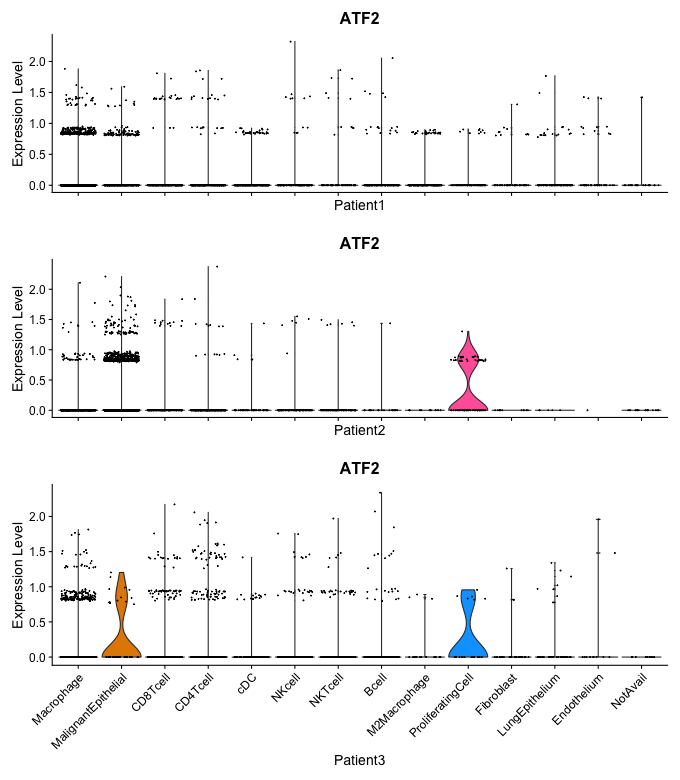 ATF2
Expression Level
2.0
1.5
1.0
0.5
0.0
Patient1
ATF2
Expression Level
2.0
1.5
1.0
0.5
0.0
Patient2
ATF2
Expression Level
2.0
1.5
1.0
0.5
0.0
Macrophage
MalignantEpithelial
CD8Tcell
CD4Tcell
cDC
NKcell
NKTcell
Bcell
M2Macrophage
ProliferatingCell
Fibroblast
LungEpithelium
Endothelium
NotAvail
Patient3